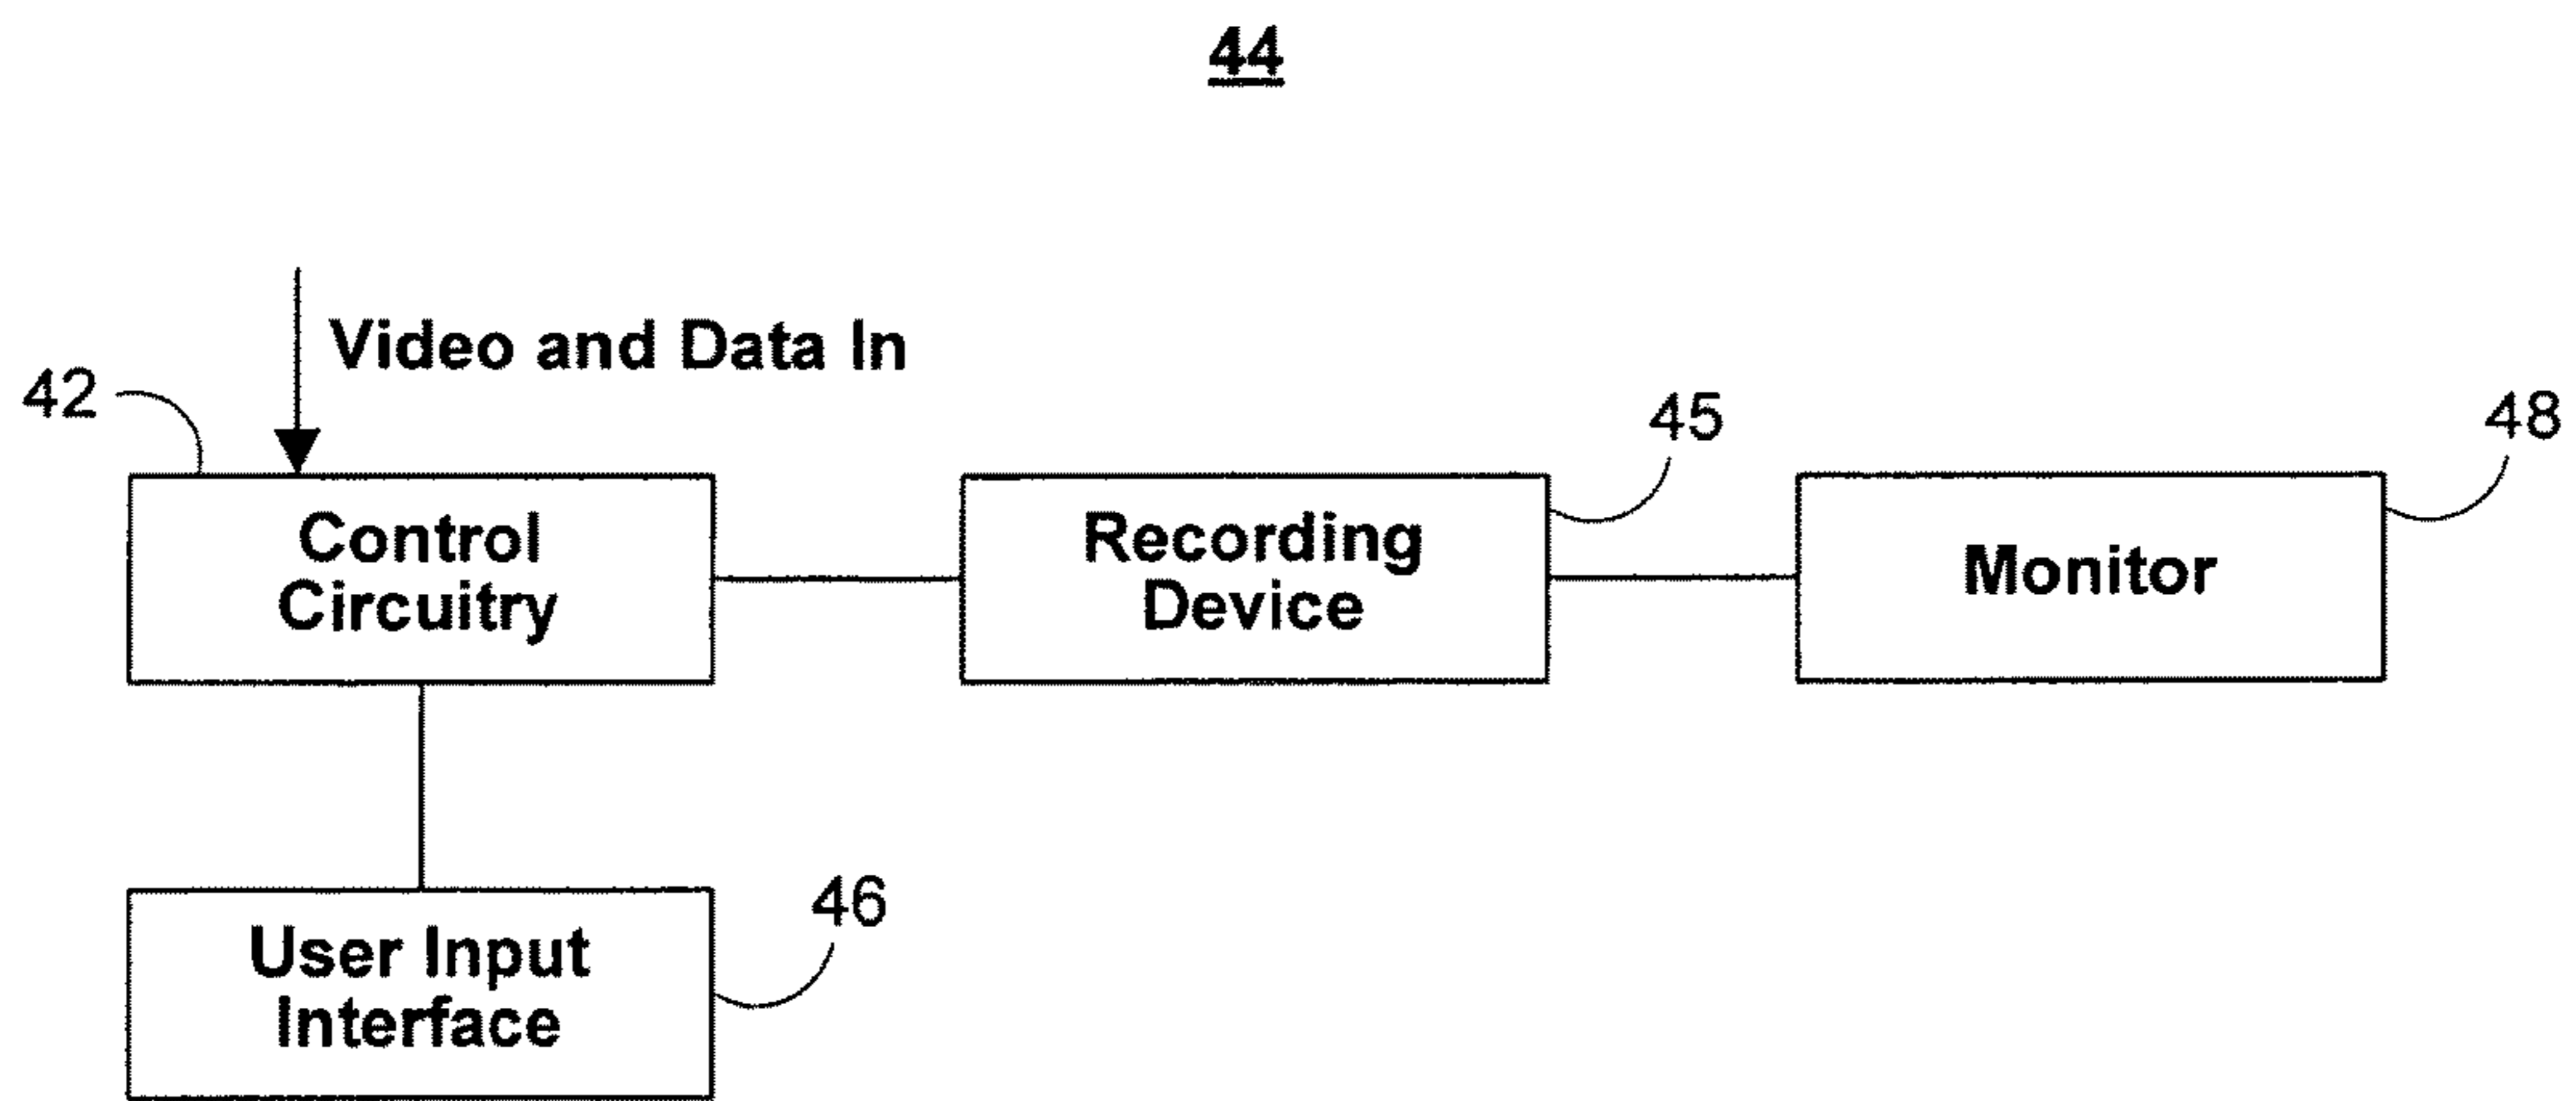 44
Video and Data In
42
45
48
Control
Circuitry
Recording
Device
Monitor
46
User Input
Interface